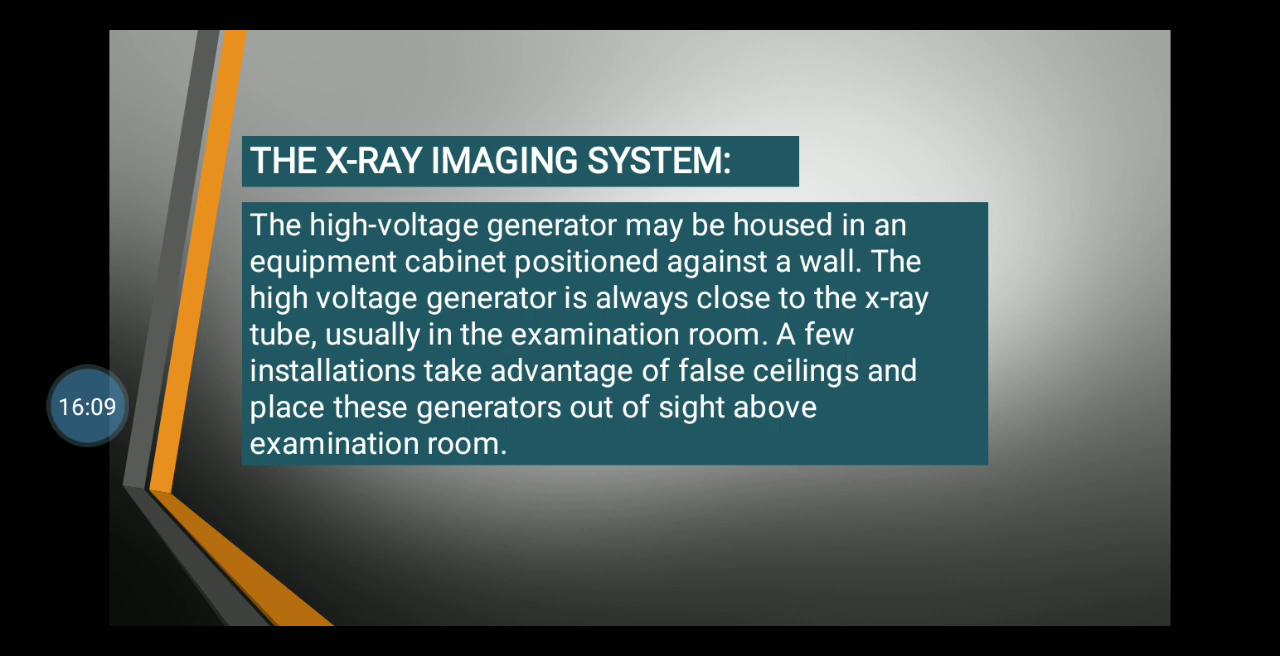 THE X-RAY IMAGING SYSTEM:
The high-voltage generator may be housed in an
equipment cabinet positioned against a wall. The
high voltage generator is always close to the x-ray
tube, usually in the examination room. A few
installations take advantage of false ceilings and
place these generators out of sight above
examination room.
16:09